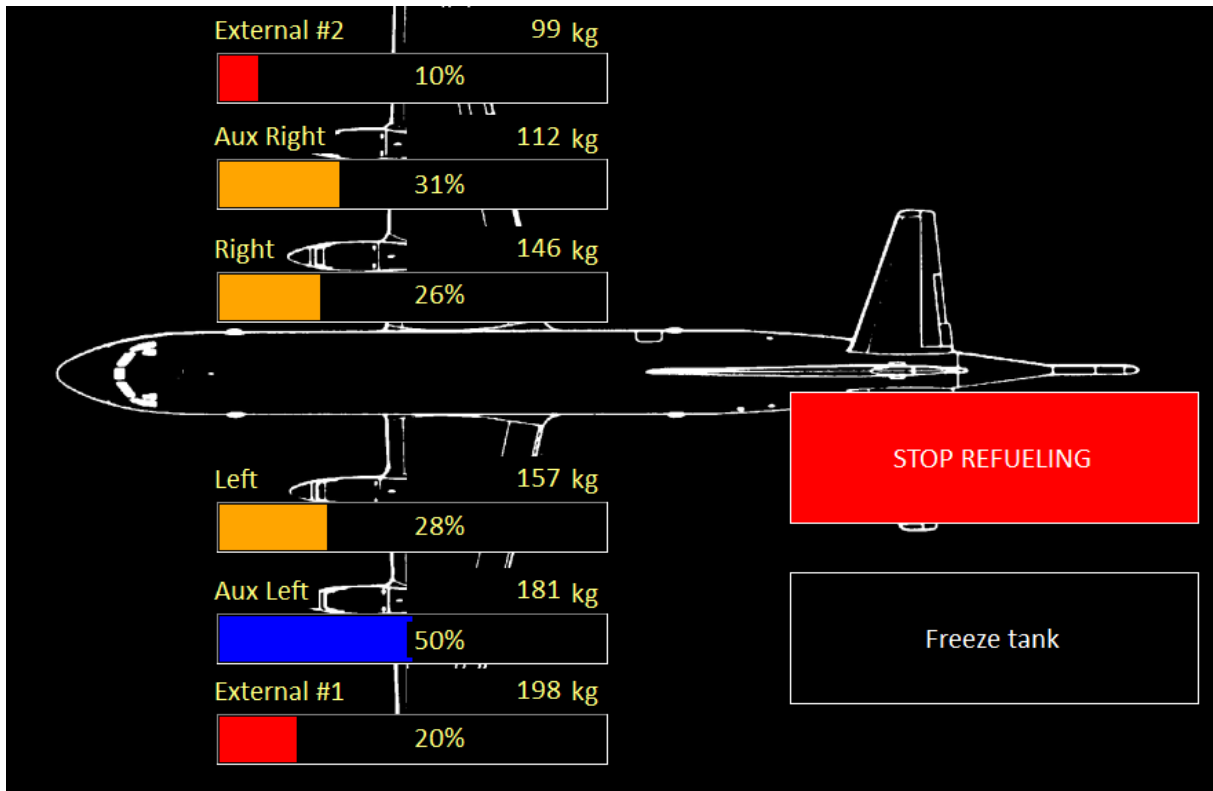 External #2 99 kg
10%
Aux Right 112 kg
31%
Right 146 kg
26%
Left 157 kg
28%
Aux Left 181 kg
50%
External #1 198 kg
20%
STOP REFUELING
Freeze tank